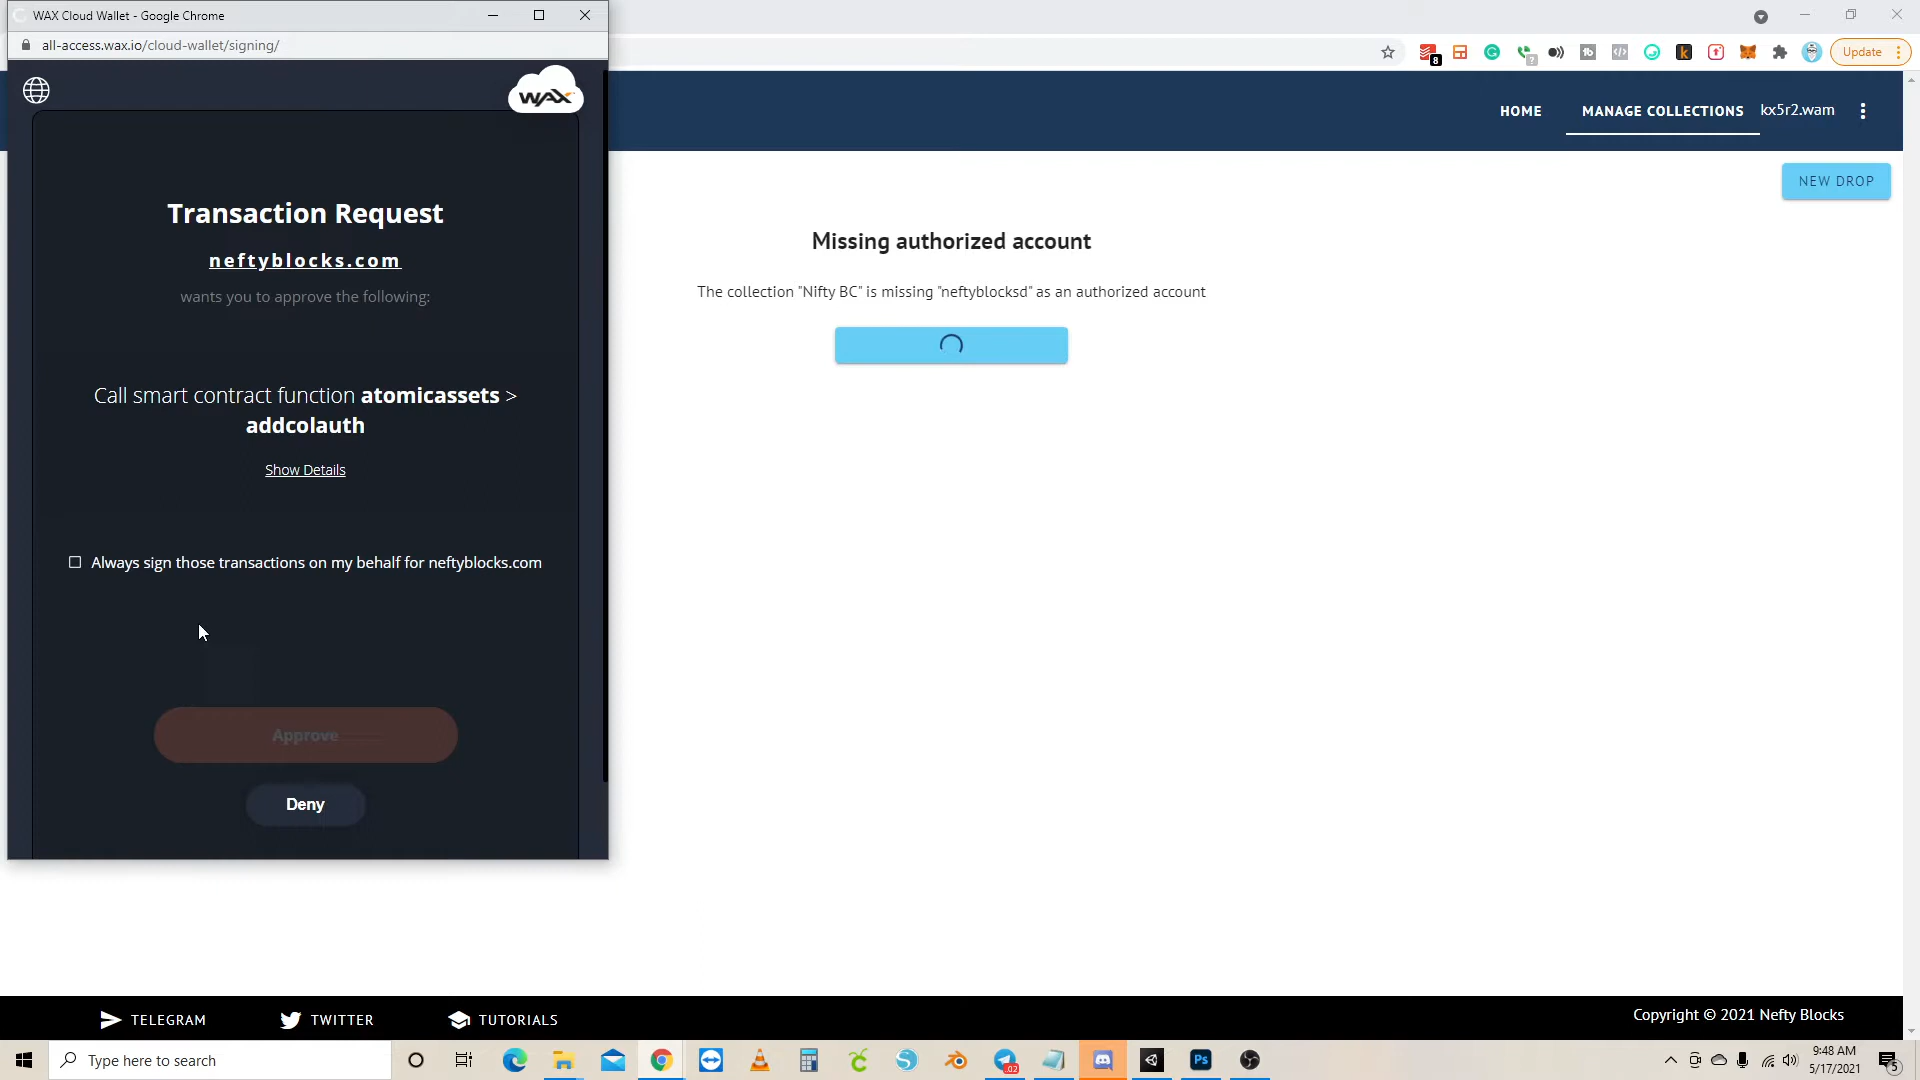 WAX Cloud Wallet - Google Chrome
all-access.wax.io/cloud-wallet/signing/
Update
8
?
WAX
HOME
MANAGE COLLECTIONS
kx5r2.wam
NEW DROP
Transaction Request
neftyblocks.com
wants you to approve the following:
Call smart contract function atomicassets >
addcolauth
Show Details
Always sign those transactions on my behalf for neftyblocks.com
Approve
Deny
Missing authorized account
The collection "Nifty BC" is missing "neftyblocksd" as an authorized account
TELEGRAM
TWITTER
TUTORIALS
Copyright © 2021 Nefty Blocks
Type here to search
Ps
9:48 AM
5/17/2021
5